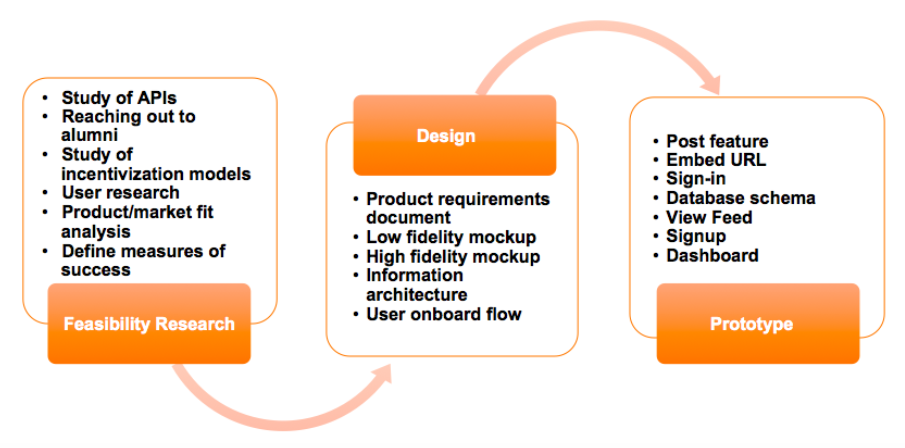 • Study of APIs
• Reaching out to
alumni
• Study of
incentivization models
• User research
• Product/market fit
analysis
• Define measures of
success
Feasibility Research
Design
• Product requirements
document
• Low fidelity mockup
• High fidelity mockup
• Information
architecture
• User onboard flow
• Post feature
• Embed URL
• Sign-in
• Database schema
• View Feed
• Signup
• Dashboard
Prototype